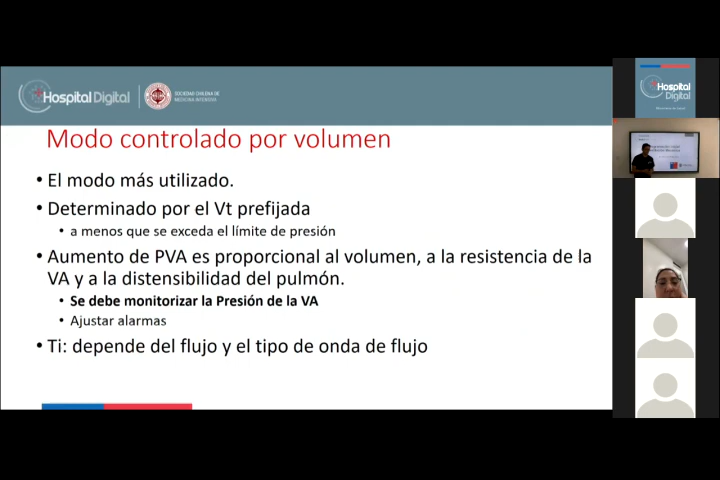 Hospital Digital
SOCIEDAD CHILENA DE
MEDICINA INTENSIVA
Modo controlado por volumen
• El modo más utilizado.
• Determinado por el Vt prefijada
• a menos que se exceda el límite de presión
• Aumento de PVA es proporcional al volumen, a la resistencia de la
VA y a la distensibilidad del pulmón.
• Se debe monitorizar la Presión de la VA
• Ajustar alarmas
• Ti: depende del flujo y el tipo de onda de flujo
Hospital
Digital